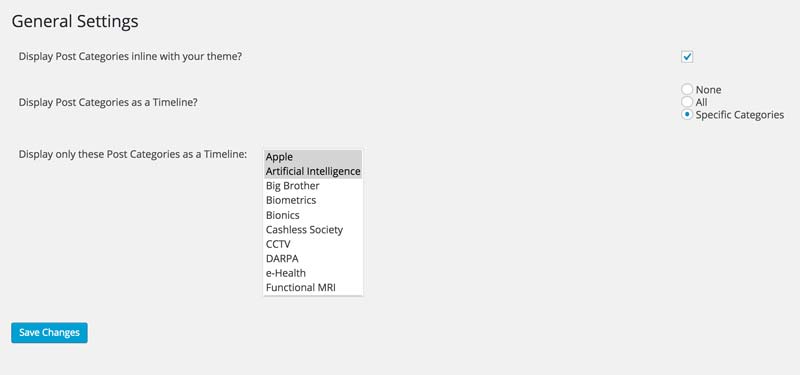 General Settings
Display Post Categories inline with your theme?
Display Post Categories as a Timeline?
None
All
Specific Categories
Display only these Post Categories as a Timeline:
Apple
Artificial Intelligence
Big Brother
Biometrics
Bionics
Cashless Society
CCTV
DARPA
e-Health
Functional MRI
Save Changes